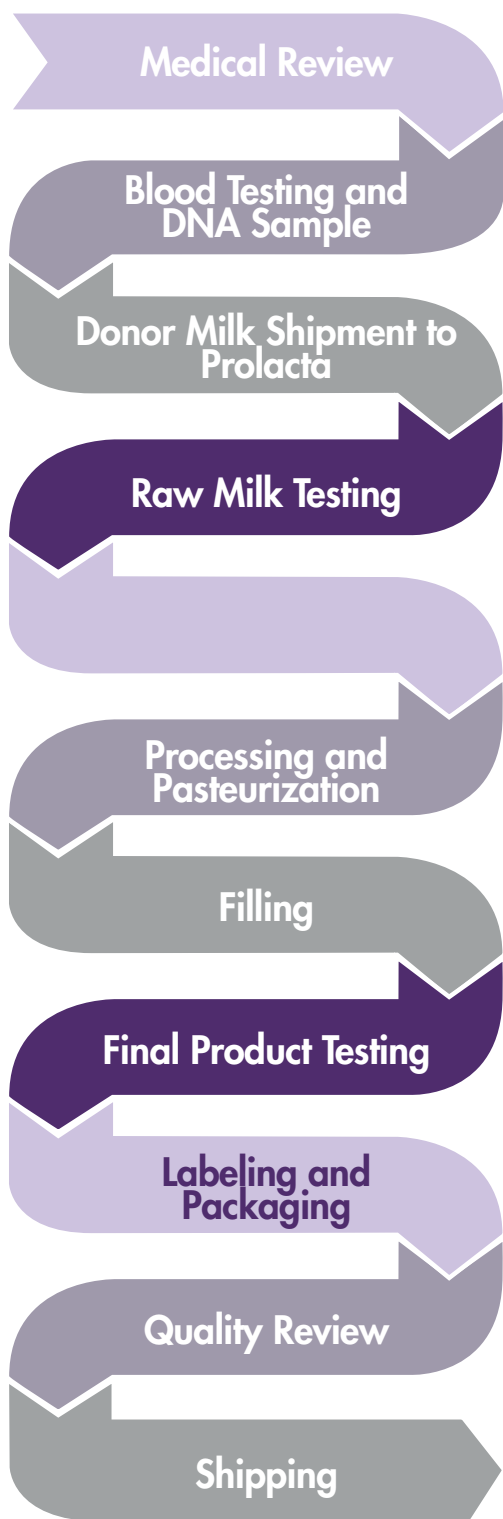 Medical Review
Blood Testing and
DNA Sample
Donor Milk Shipment to
Prolacta
Raw Milk Testing
Processing and
Pasteurization
Filling
Final Product Testing
Labeling and
Packaging
Quality Review
Shipping